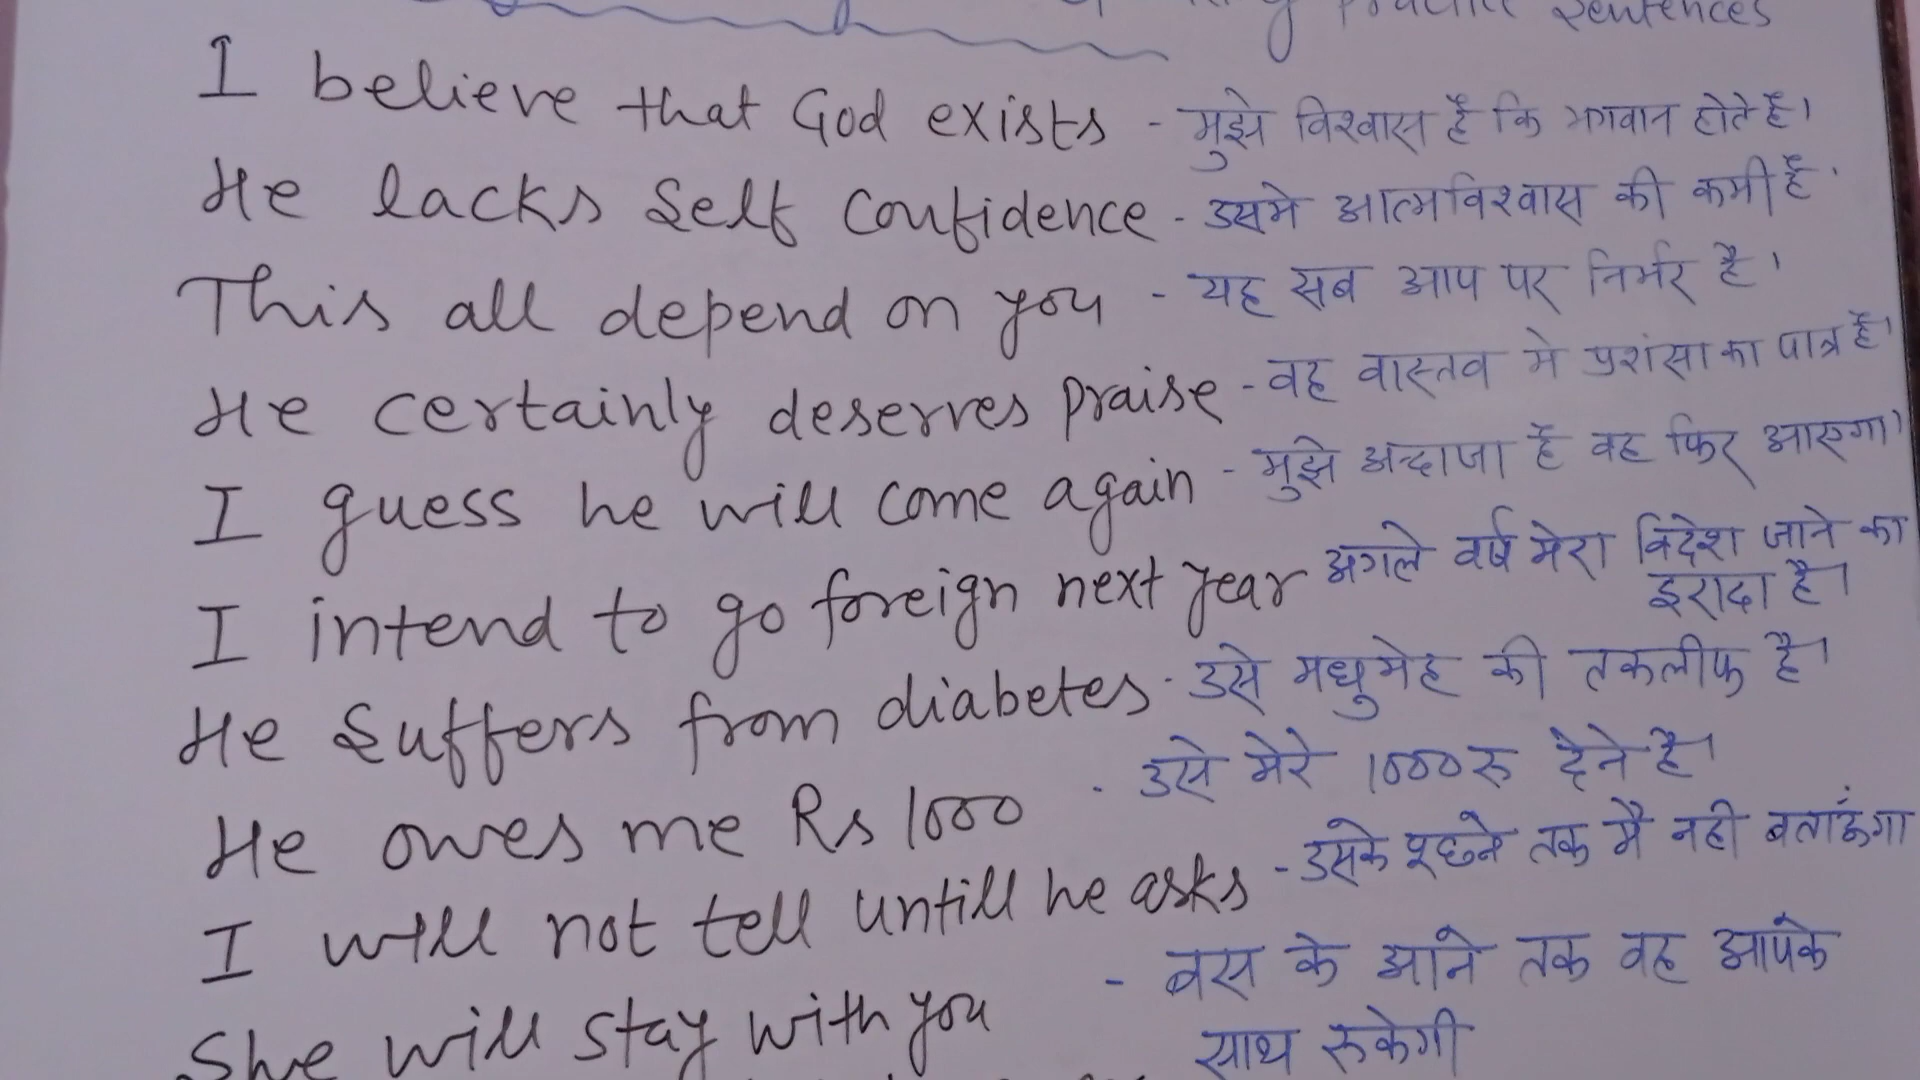 Practice Sentences
I believe that God exists - मुझे विश्वास है कि भगवान होते है।
He lacks Self Confidence - उसमे आत्मविश्वास की कमी है.
This all depend on you - यह सब आप पर निर्भर है।
He certainly deserves praise - वह वास्तव मे प्रशंसा का पात्र है।
I guess he will come again - मुझे अन्दाजा है वह फिर आएगा।
I intend to go foreign next year अगले वर्ष मेरा विदेश जाने का
इरादा है।
He Suffers from diabetes - उसे मधुमेह की तकलीफ है।
He owes me Rs 1000 - उसे मेरे 1000रु देने है।
I will not tell untill he asks - उसके पूछने तक मै नही बताऊंगा
She will stay with you - बस के आने तक वह आपके
साथ रुकेगी